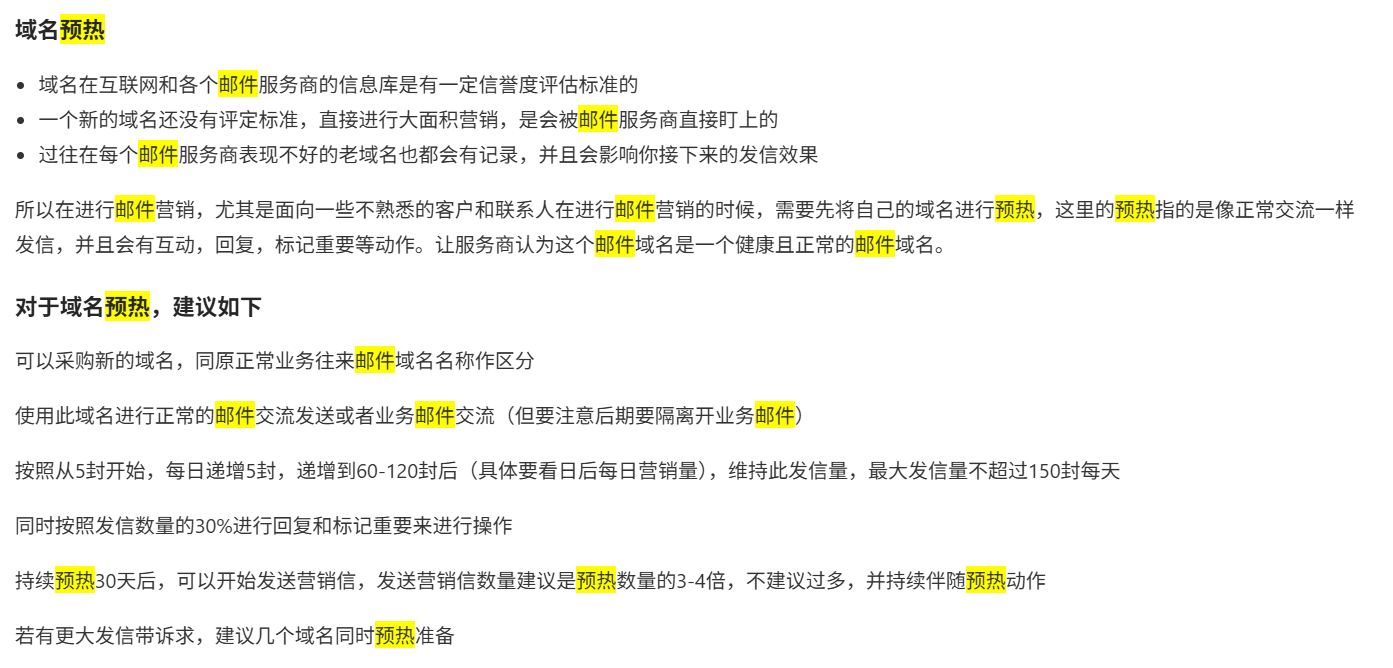 域名预热
域名在互联网和各个邮件服务商的信息库是有一定信誉度评估标准的
一个新的域名还没有评定标准，直接进行大面积营销，是会被邮件服务商直接盯上的
过往在每个邮件服务商表现不好的老域名也都会有记录，并且会影响你接下来的发信效果
所以在进行邮件营销，尤其是面向一些不熟悉的客户和联系人在进行邮件营销的时候，需要先将自己的域名进行预热，这里的预热指的是像正常交流一样
发信，并且会有互动，回复，标记重要等动作。让服务商认为这个邮件域名是一个健康且正常的邮件域名。
对于域名预热，建议如下
可以采购新的域名，同原正常业务往来邮件域名名称作区分
使用此域名进行正常的邮件交流发送或者业务邮件交流（但要注意后期要隔离开业务邮件）
按照从5封开始，每日递增5封，递增到60-120封后（具体要看日后每日营销量），维持此发信量，最大发信量不超过150封每天
同时按照发信数量的30%进行回复和标记重要来进行操作
持续预热30天后，可以开始发送营销信，发送营销信数量建议是预热数量的3-4倍，不建议过多，并持续伴随预热动作
若有更大发信带诉求，建议几个域名同时预热准备